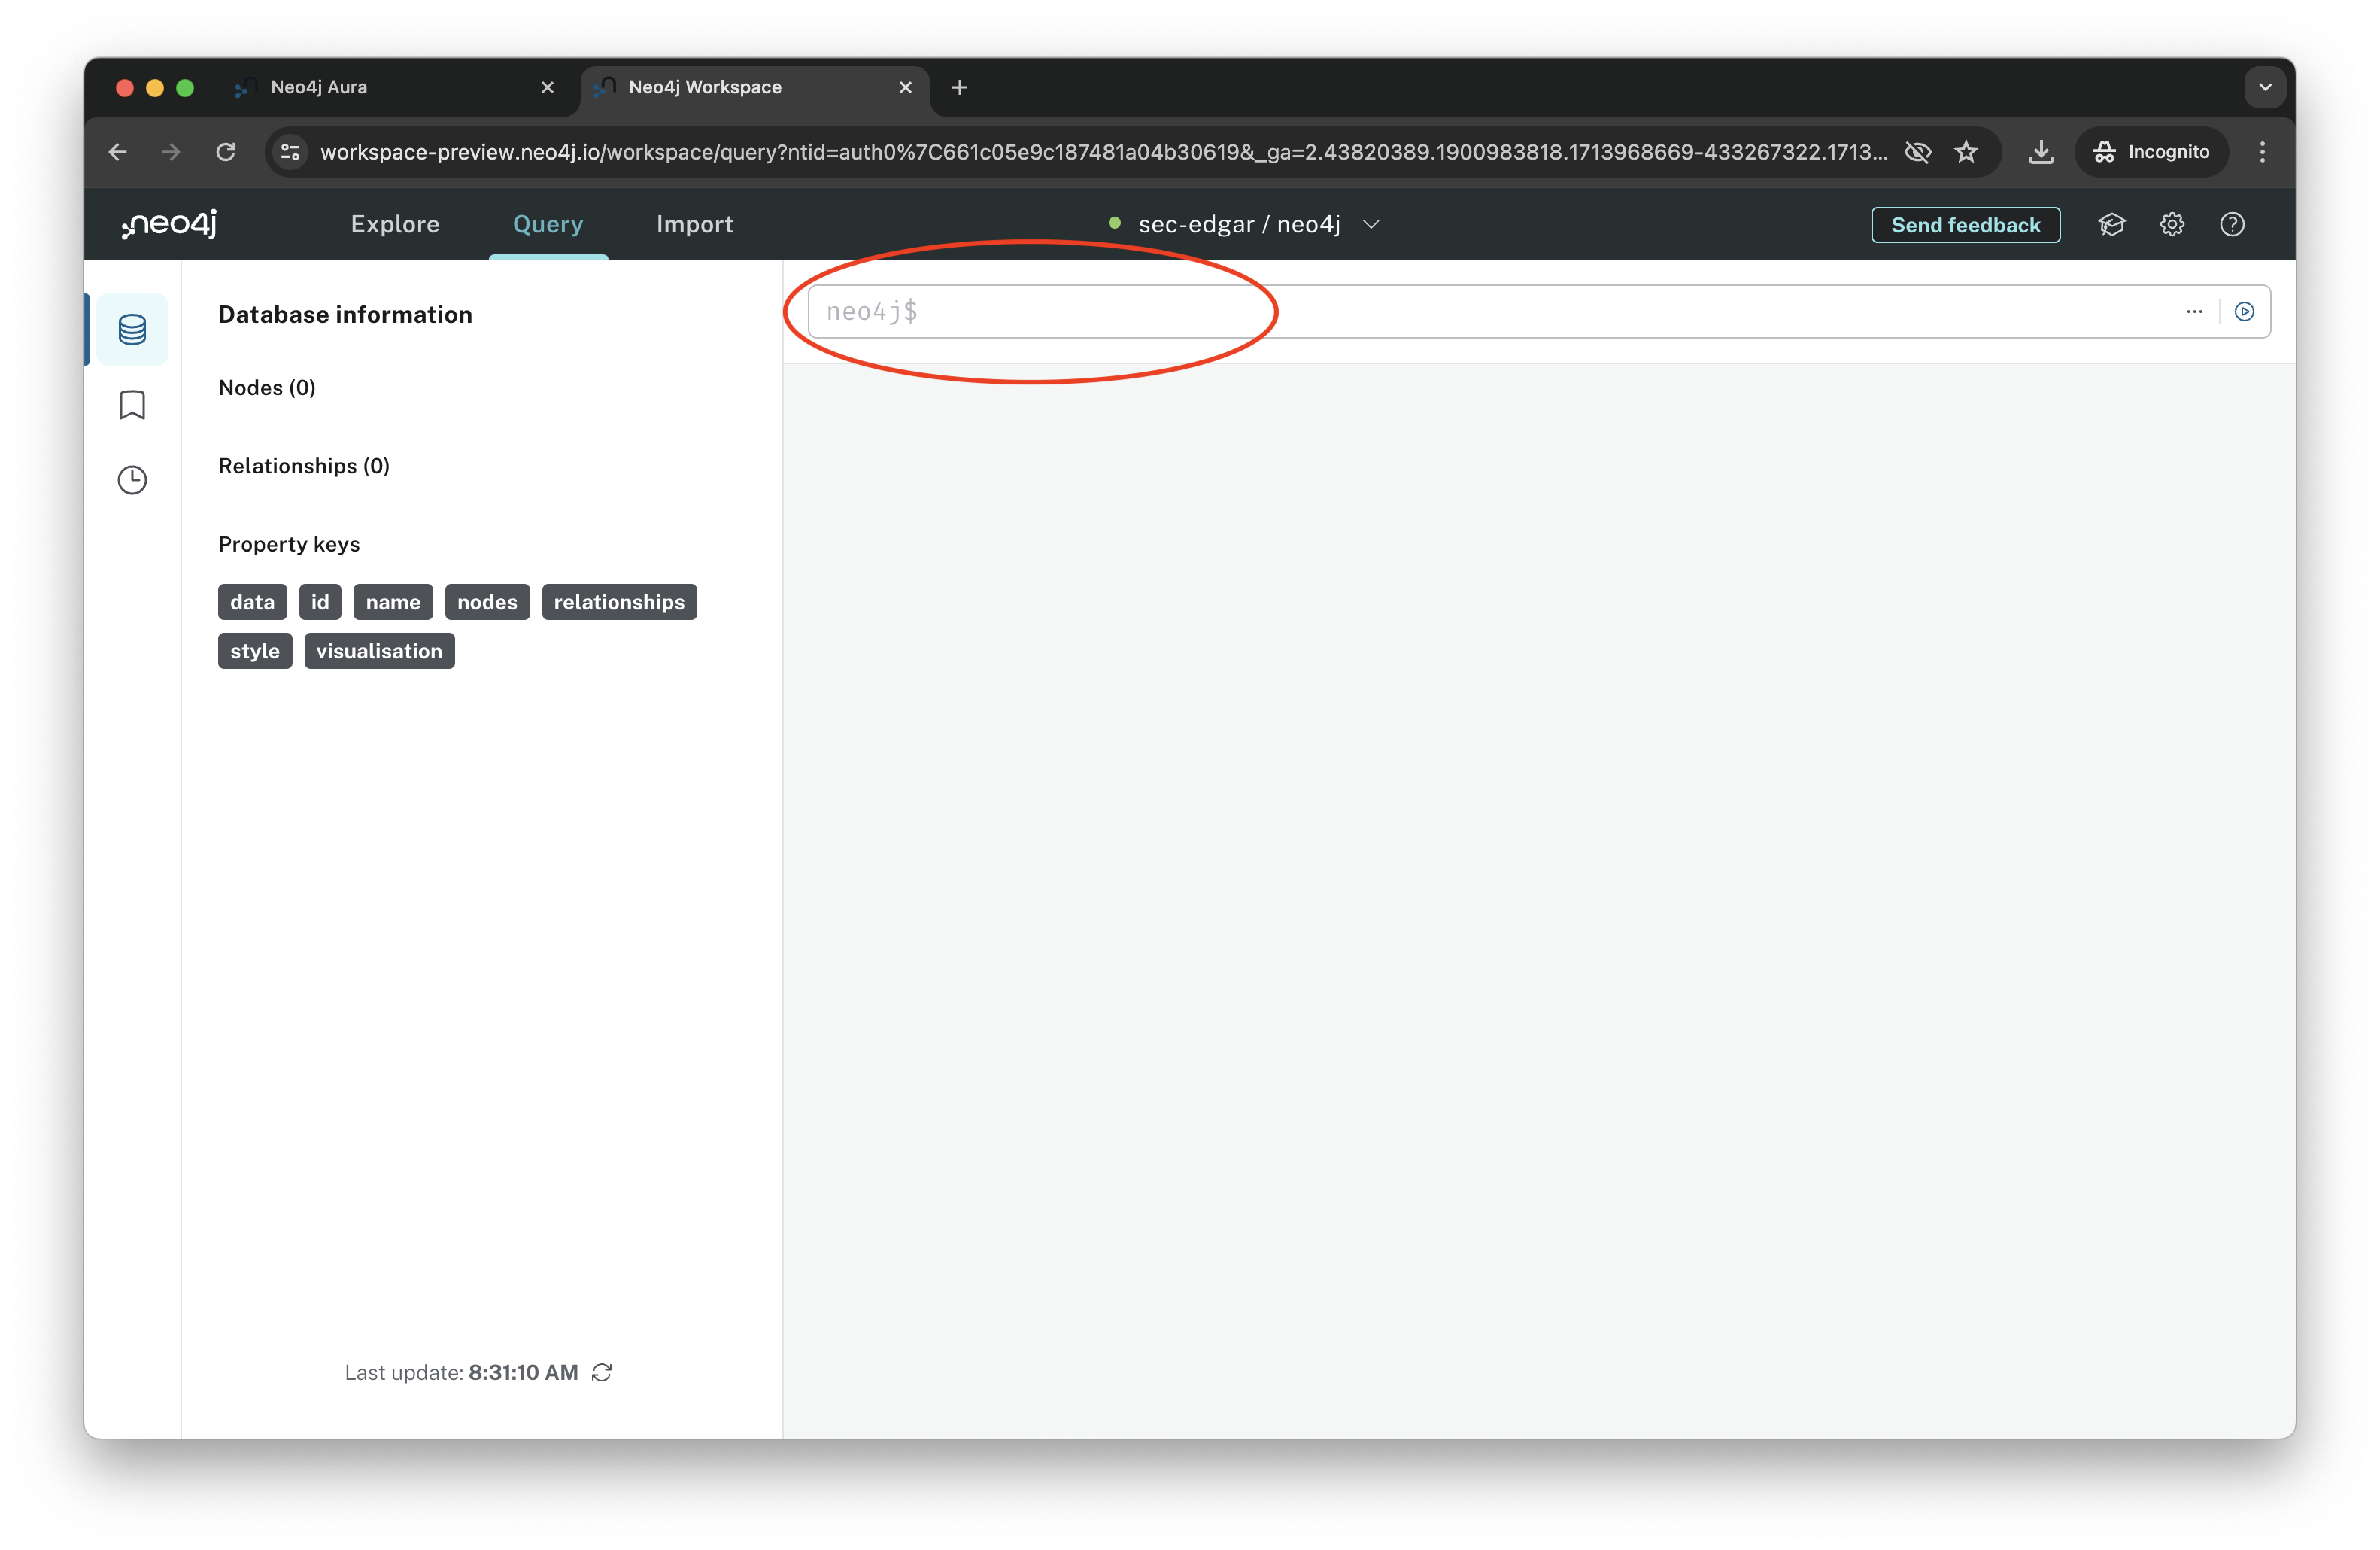 Neo4j Aura
Neo4j Workspace
workspace-preview.neo4j.io/workspace/query?ntid=auth0%7C661c05e9c187481a04b30619&_ga=2.43820389.1900983818.1713968669-433267322.1713...
Incognito
neo4j
Explore
Query
Import
sec-edgar / neo4j
Send feedback
Database information
Nodes (0)
Relationships (0)
Property keys
data id name nodes relationships
style visualisation
Last update: 8:31:10 AM
neo4j$